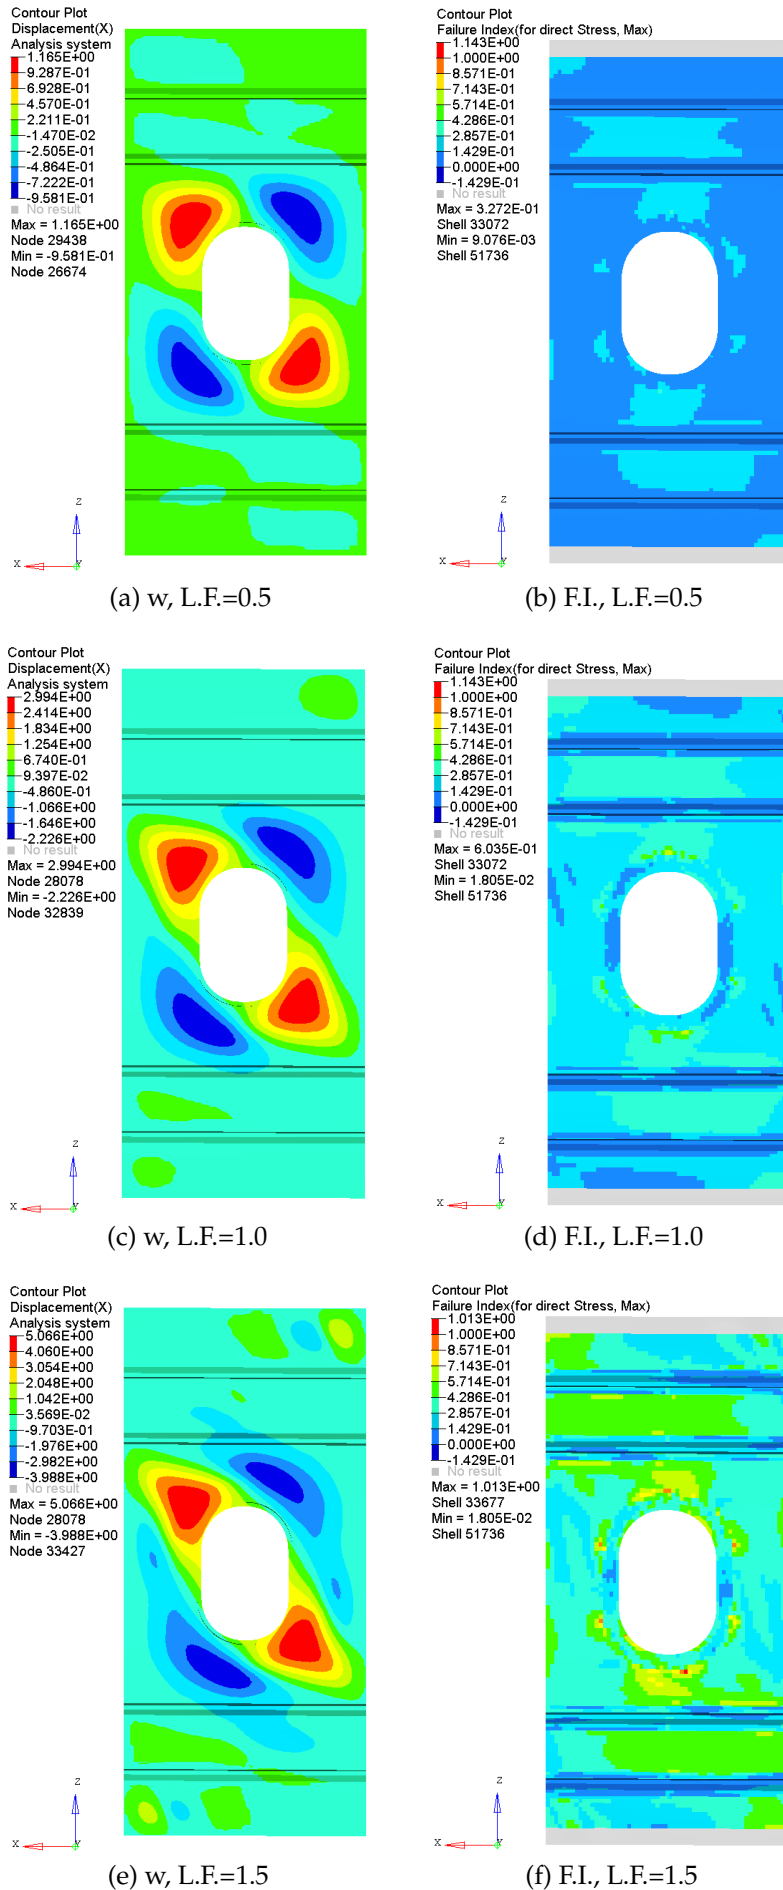 Contour Plot
Displacement(X)
Analysis system
1.165E+00
9.287E-01
6.928E-01
4.570E-01
2.211E-01
-1.470E-02
-2.505E-01
-4.864E-01
-7.222E-01
-9.581E-01
No result
Max = 1.165E+00
Node 29438
Min = -9.581E-01
Node 26674
Z
X
Y
(a) w, L.F.=0.5
Contour Plot
Failure Index(for direct Stress, Max)
1.143E+00
1.000E+00
8.571E-01
7.143E-01
5.714E-01
4.286E-01
2.857E-01
1.429E-01
0.000E+00
-1.429E-01
No result
Max = 3.272E-01
Shell 33072
Min = 9.076E-03
Shell 51736
Z
X
Y
(b) F.I., L.F.=0.5
Contour Plot
Displacement(X)
Analysis system
2.994E+00
2.414E+00
1.834E+00
1.254E+00
6.740E-01
9.397E-02
-4.860E-01
-1.066E+00
-1.646E+00
-2.226E+00
No result
Max = 2.994E+00
Node 28078
Min = -2.226E+00
Node 32839
Z
X
Y
(c) w, L.F.=1.0
Contour Plot
Failure Index(for direct Stress, Max)
1.143E+00
1.000E+00
8.571E-01
7.143E-01
5.714E-01
4.286E-01
2.857E-01
1.429E-01
0.000E+00
-1.429E-01
No result
Max = 6.035E-01
Shell 33072
Min = 1.805E-02
Shell 51736
Z
X
Y
(d) F.I., L.F.=1.0
Contour Plot
Displacement(X)
Analysis system
5.066E+00
4.060E+00
3.054E+00
2.048E+00
1.042E+00
3.569E-02
-9.703E-01
-1.976E+00
-2.982E+00
-3.988E+00
No result
Max = 5.066E+00
Node 28078
Min = -3.988E+00
Node 33427
Z
X
Y
(e) w, L.F.=1.5
Contour Plot
Failure Index(for direct Stress, Max)
1.013E+00
1.000E+00
8.571E-01
7.143E-01
5.714E-01
4.286E-01
2.857E-01
1.429E-01
0.000E+00
-1.429E-01
No result
Max = 1.013E+00
Shell 33677
Min = 1.805E-02
Shell 51736
Z
X
Y
(f) F.I., L.F.=1.5